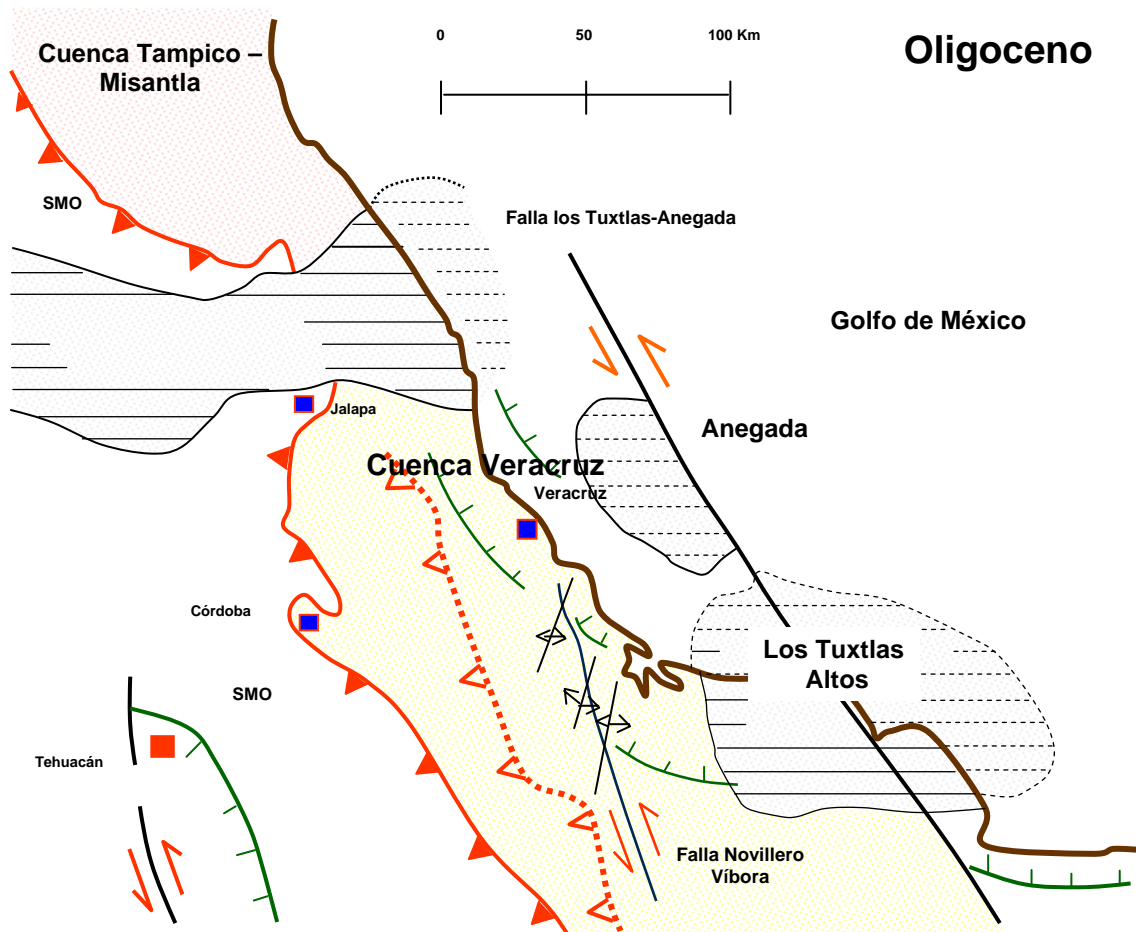 0 50 100 Km
Oligoceno
Cuenca Tampico –
Misantla
SMO
Falla los Tuxtlas-Anegada
Golfo de México
Jalapa
Anegada
Cuenca Veracruz
Veracruz
Córdoba
Los Tuxtlas
Altos
SMO
Tehuacán
Falla Novillero
Víbora